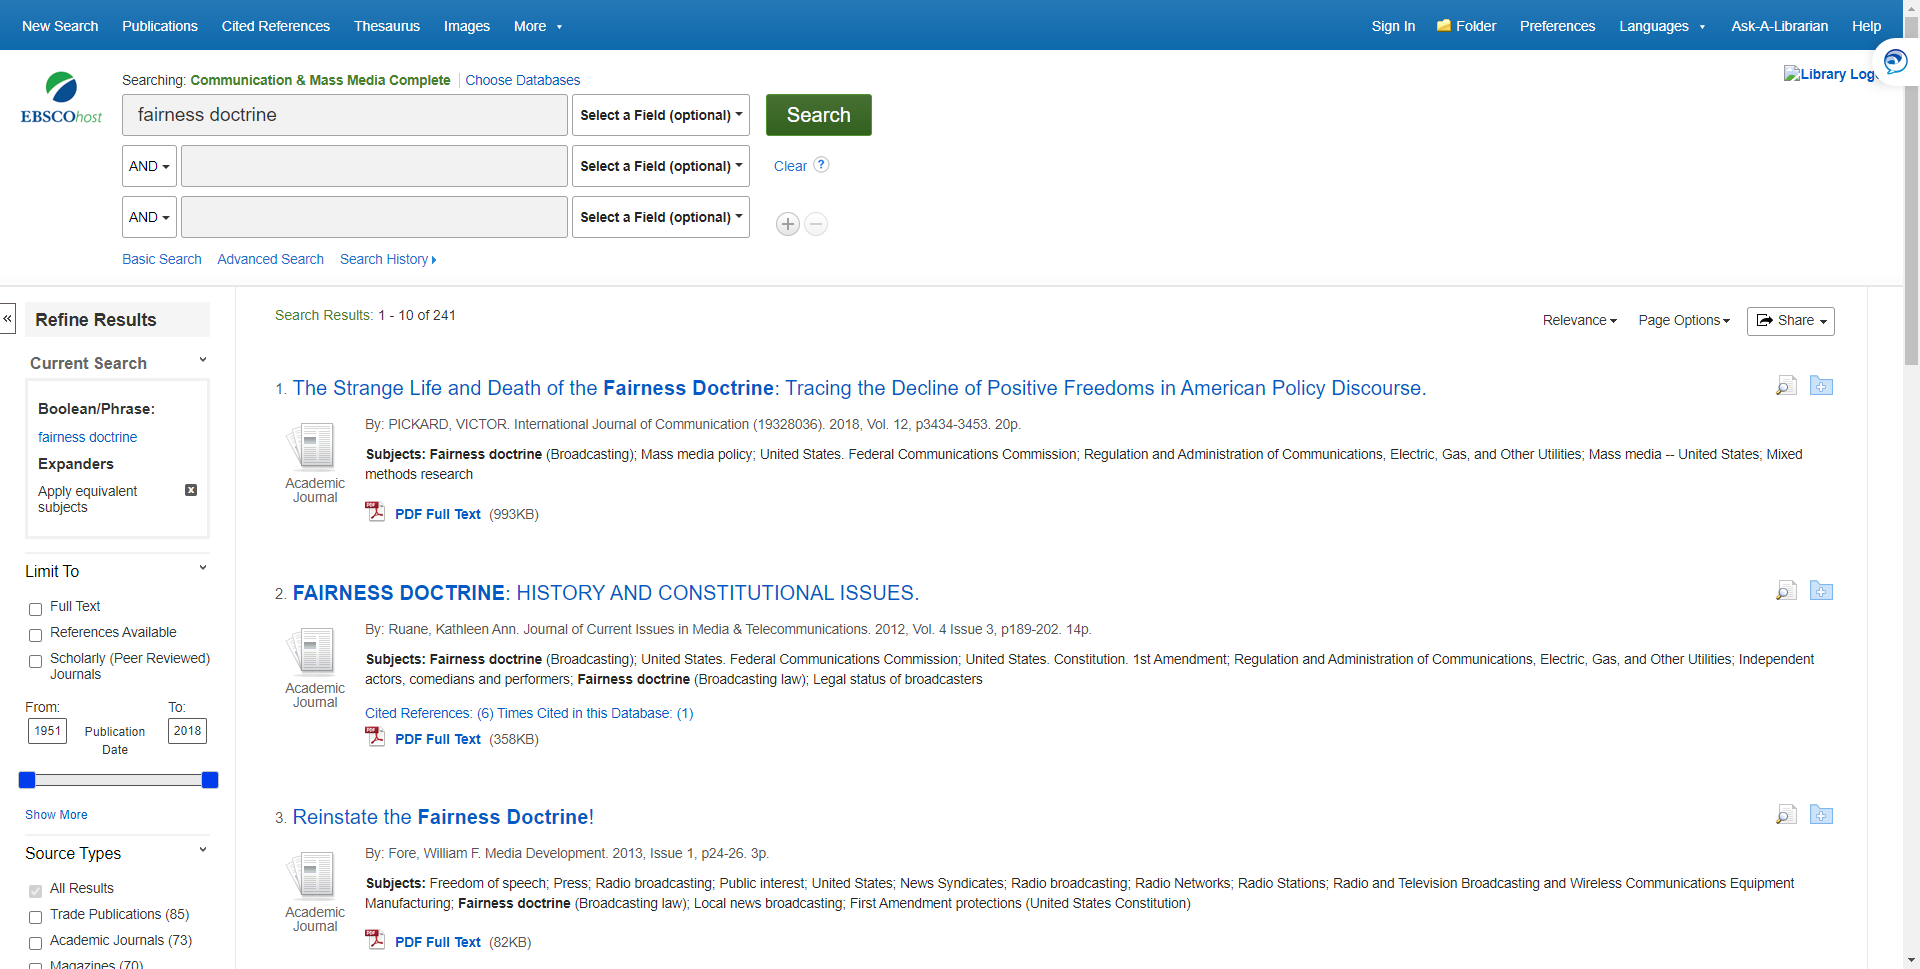 New Search Publications Cited References Thesaurus Images More Sign In Folder Preferences Languages Ask-A-Librarian Help
Searching: Communication & Mass Media Complete Choose Databases
Library Logo
EBSCOhost
fairness doctrine Select a Field (optional) Search
AND Select a Field (optional) Clear ?
AND Select a Field (optional)
Basic Search Advanced Search Search History
« Refine Results
Current Search
Boolean/Phrase:
fairness doctrine
Expanders
Apply equivalent
subjects
Limit To
Full Text
References Available
Scholarly (Peer Reviewed)
Journals
From: To:
1951 Publication 2018
Date
Show More
Source Types
All Results
Trade Publications (85)
Academic Journals (73)
Magazines (70)
Search Results: 1 - 10 of 241
Relevance Page Options Share
1. The Strange Life and Death of the Fairness Doctrine: Tracing the Decline of Positive Freedoms in American Policy Discourse.
By: PICKARD, VICTOR. International Journal of Communication (19328036). 2018, Vol. 12, p3434-3453. 20p.
Subjects: Fairness doctrine (Broadcasting); Mass media policy; United States. Federal Communications Commission; Regulation and Administration of Communications, Electric, Gas, and Other Utilities; Mass media -- United States; Mixed
methods research
Academic
Journal
PDF Full Text (993KB)
2. FAIRNESS DOCTRINE: HISTORY AND CONSTITUTIONAL ISSUES.
By: Ruane, Kathleen Ann. Journal of Current Issues in Media & Telecommunications. 2012, Vol. 4 Issue 3, p189-202. 14p.
Subjects: Fairness doctrine (Broadcasting); United States. Federal Communications Commission; United States. Constitution. 1st Amendment; Regulation and Administration of Communications, Electric, Gas, and Other Utilities; Independent
actors, comedians and performers; Fairness doctrine (Broadcasting law); Legal status of broadcasters
Academic
Journal
Cited References: (6) Times Cited in this Database: (1)
PDF Full Text (358KB)
3. Reinstate the Fairness Doctrine!
By: Fore, William F. Media Development. 2013, Issue 1, p24-26. 3p.
Subjects: Freedom of speech; Press; Radio broadcasting; Public interest; United States; News Syndicates; Radio broadcasting; Radio Networks; Radio Stations; Radio and Television Broadcasting and Wireless Communications Equipment
Manufacturing; Fairness doctrine (Broadcasting law); Local news broadcasting; First Amendment protections (United States Constitution)
Academic
Journal
PDF Full Text (82KB)